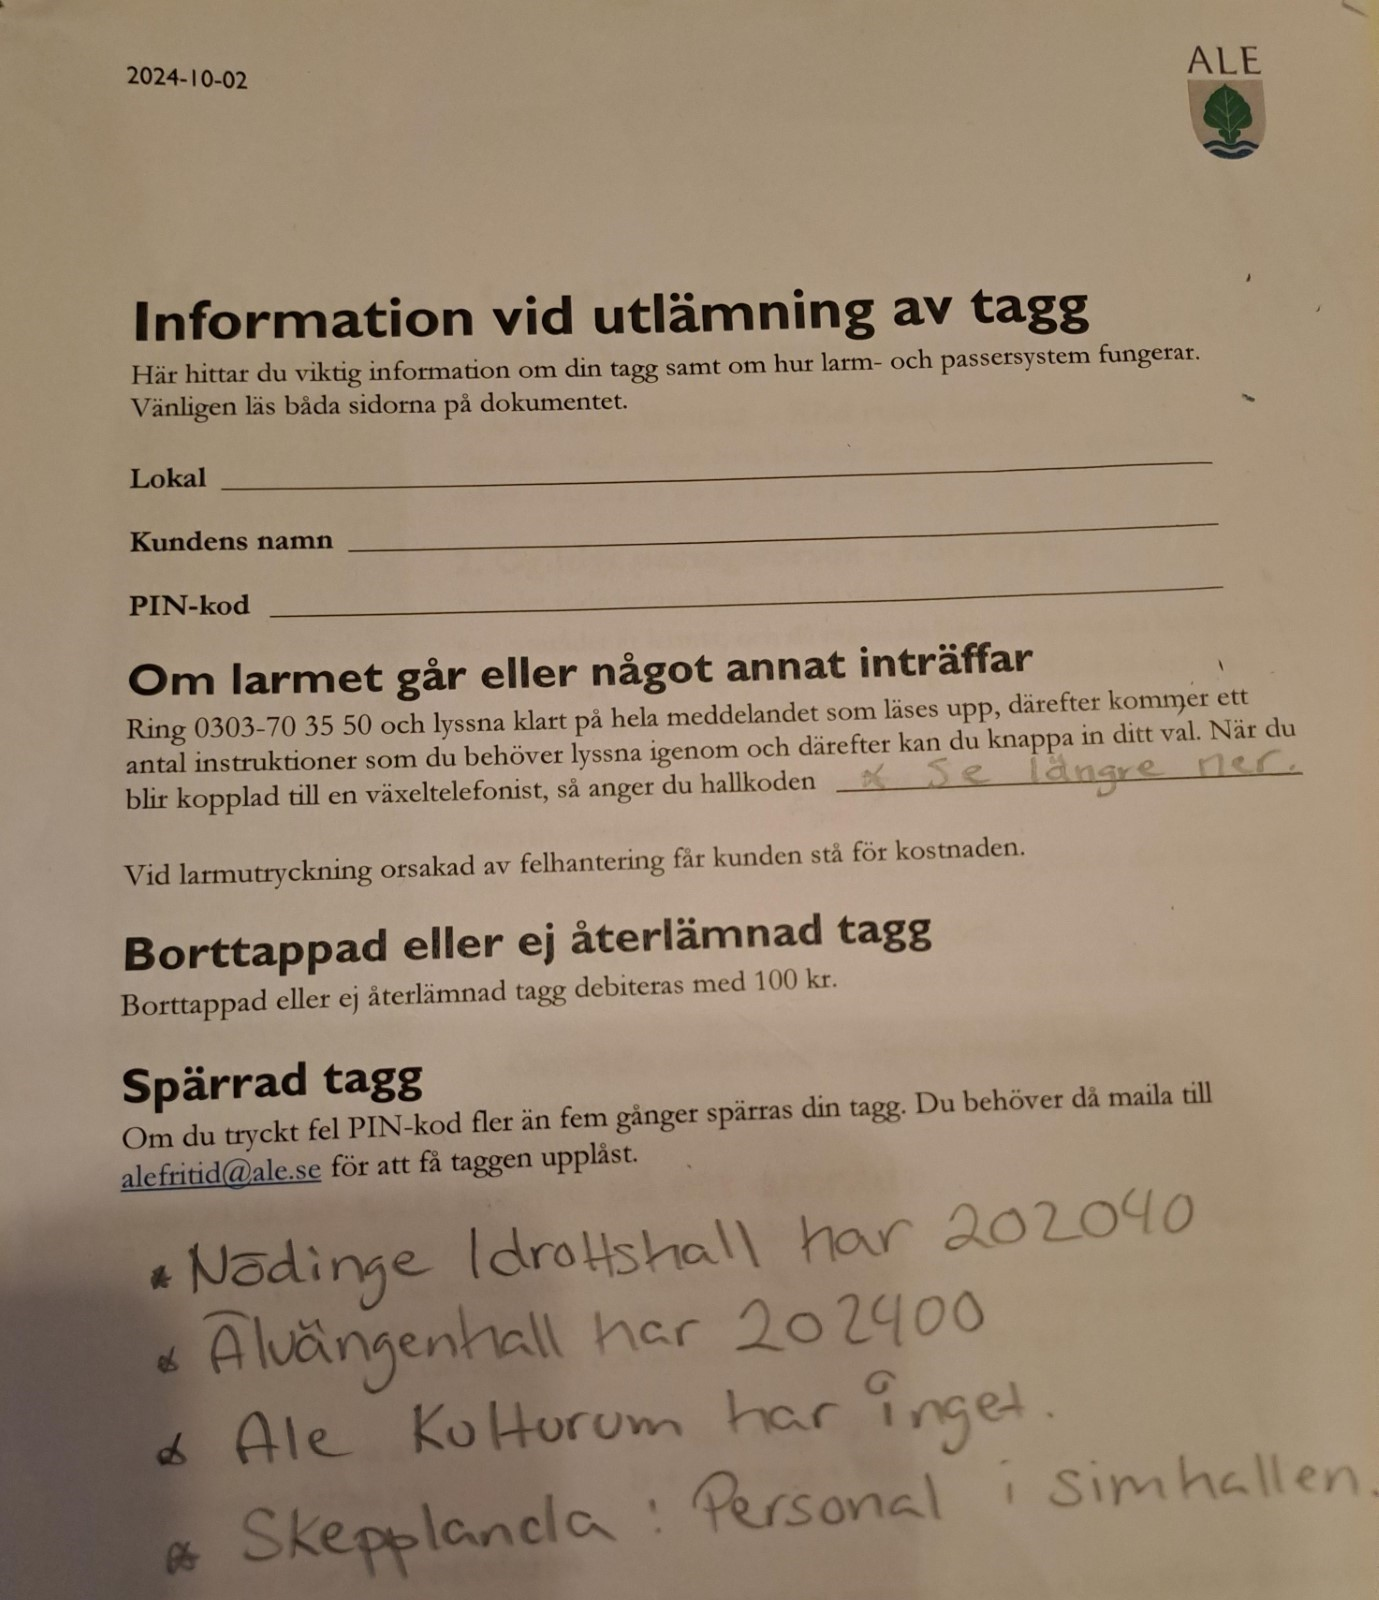 2024-10-02
ALE
Information vid utlämning av tagg
Här hittar du viktig information om din tagg samt om hur larm- och passersystem fungerar.
Vänligen läs båda sidorna på dokumentet.
Lokal
Kundens namn
PIN-kod
Om larmet går eller något annat inträffar
Ring 0303-70 35 50 och lyssna klart på hela meddelandet som läses upp, därefter kommer ett
antal instruktioner som du behöver lyssna igenom och därefter kan du knappa in ditt val. När du
blir kopplad till en växeltelefonist, så anger du hallkoden * Se längre ner.
Vid larmutryckning orsakad av felhantering får kunden stå för kostnaden.
Borttappad eller ej återlämnad tagg
Borttappad eller ej återlämnad tagg debiteras med 100 kr.
Spärrad tagg
Om du tryckt fel PIN-kod fler än fem gånger spärras din tagg. Du behöver då maila till
alefritid@ale.se för att få taggen upplåst.
* Nödinge Idrottshall har 202040
* Älvängenhall har 202400
* Ale Kulturum har inget.
* Skepplanda : Personal i simhallen.